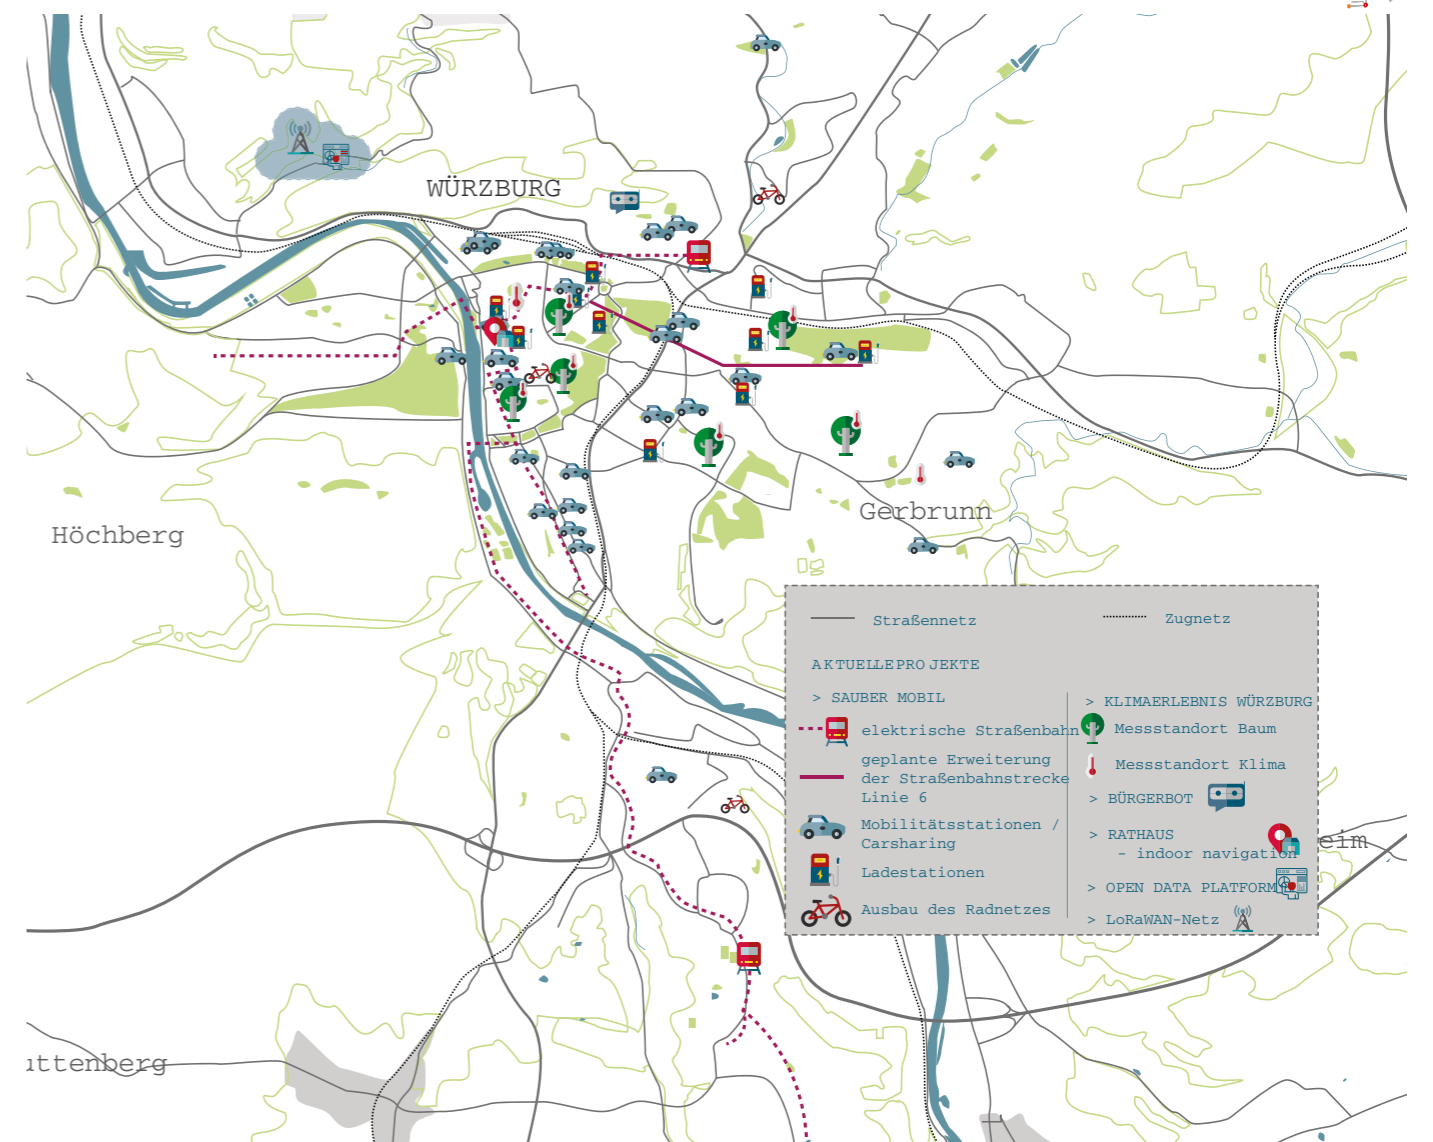 WÜRZBURG
Höchberg
Gerbrunn
Straßennetz
Zugnetz
AKTUELLE PROJEKTE
> SAUBER MOBIL
elektrische Straßenbahn
geplante Erweiterung
der Straßenbahnstrecke
Linie 6
Mobilitätsstationen /
Carsharing
Ladestationen
Ausbau des Radnetzes
> KLIMAERLEBNIS WÜRZBURG
Messstandort Baum
Messstandort Klima
> BÜRGERBOT
> RATHAUS
- indoor navigation
> OPEN DATA PLATFORM
> LoRaWAN-Netz
eim
uttenberg